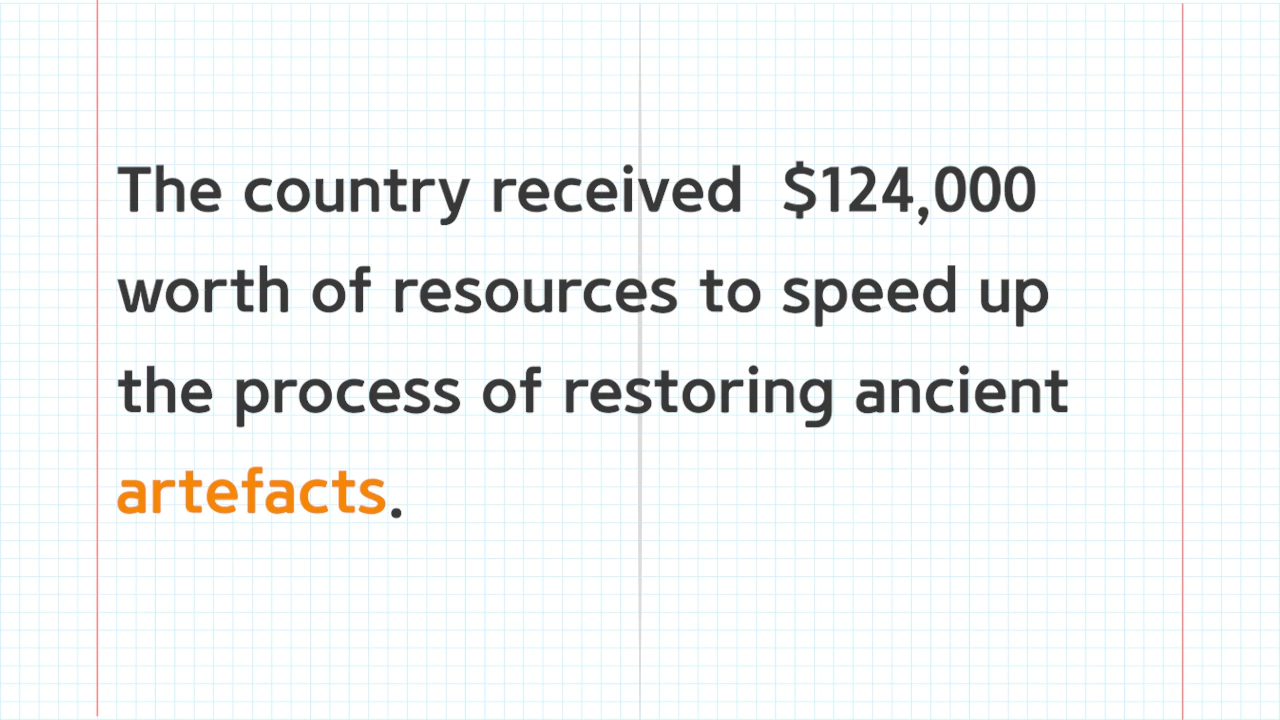 The country received  $124,000
worth of resources to speed up
the process of restoring ancient
artefacts.